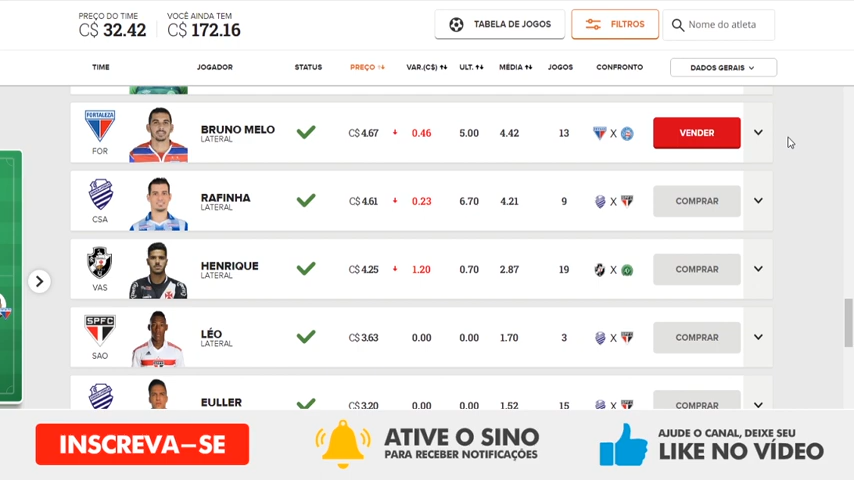 PREÇO DO TIME
C$ 32.42
VOCÊ AINDA TEM
C$ 172.16
TABELA DE JOGOS
FILTROS
Nome do atleta
TIME JOGADOR STATUS PREÇO VAR.(C$) ULT. MÉDIA JOGOS CONFRONTO DADOS GERAIS
FORTALEZA
FOR
BRUNO MELO
LATERAL
C$ 4.67 0.46 5.00 4.42 13 X VENDER
CSA
RAFINHA
LATERAL
C$ 4.61 0.23 6.70 4.21 9 X COMPRAR
VAS
HENRIQUE
LATERAL
C$ 4.25 1.20 0.70 2.87 19 X COMPRAR
SPFC
SAO
LÉO
LATERAL
C$ 3.63 0.00 0.00 1.70 3 X COMPRAR
EULLER
C$ 3.20 0.00 0.00 1.52 15 X COMPRAR
INSCREVA-SE
ATIVE O SINO
PARA RECEBER NOTIFICAÇÕES
AJUDE O CANAL, DEIXE SEU
LIKE NO VÍDEO